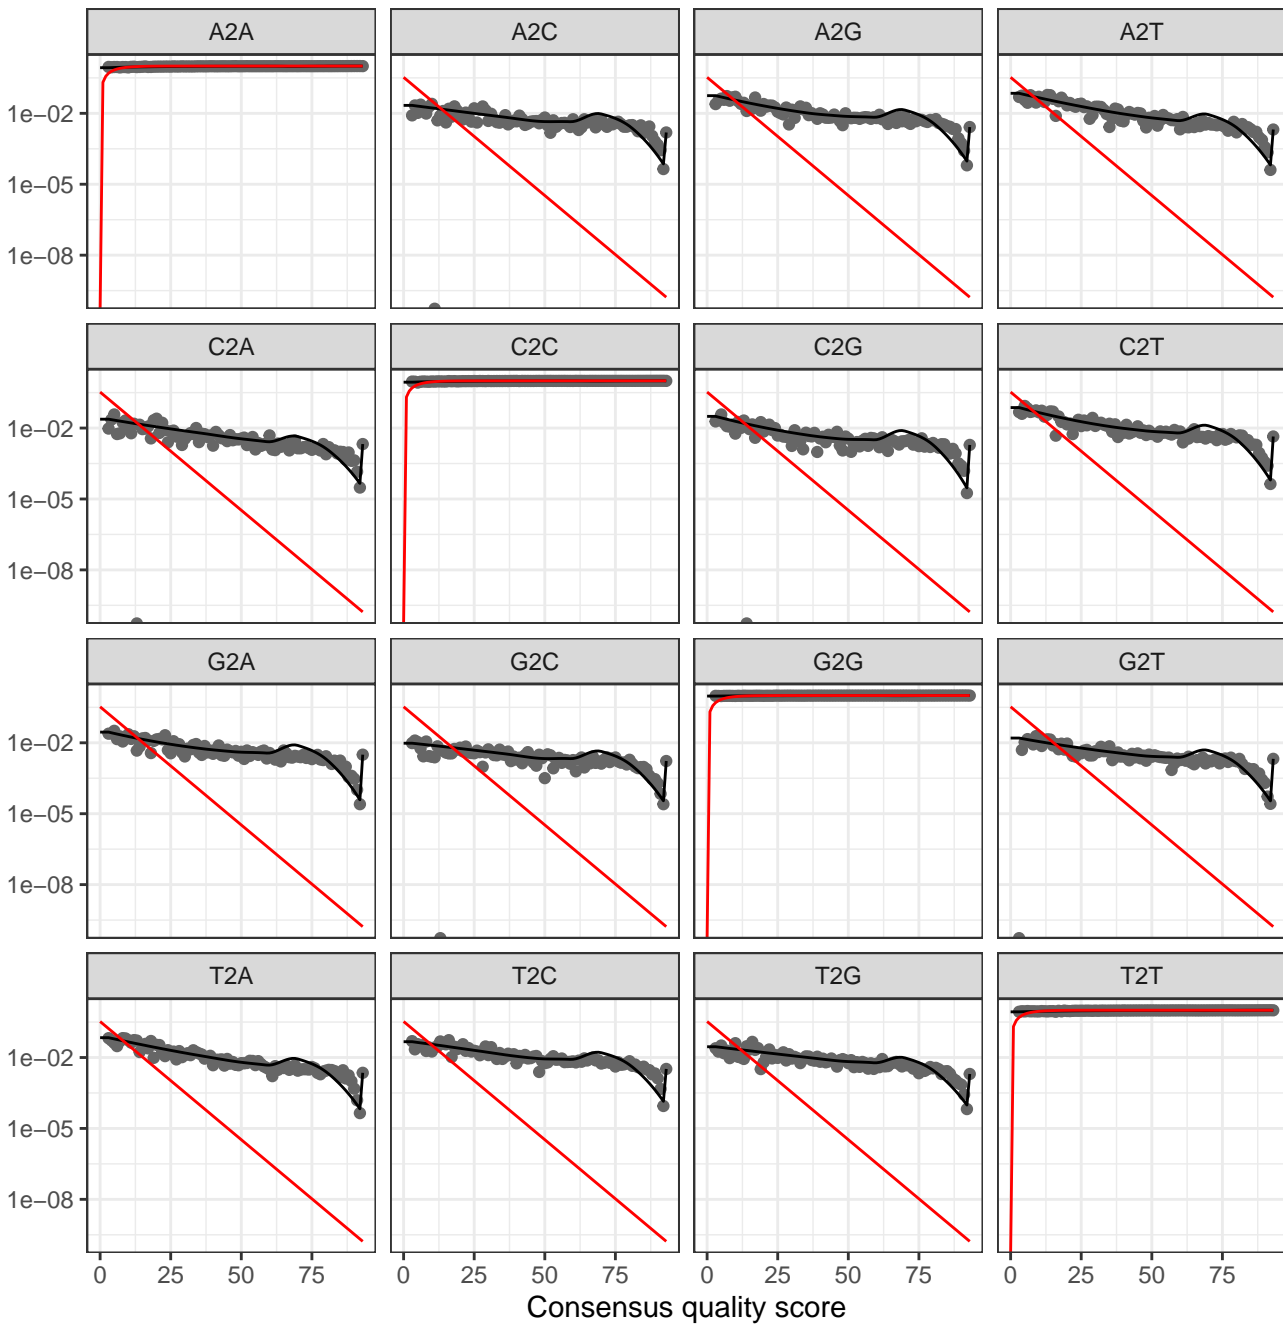 A2A A2C A2G A2T
1e−02
1e−05
1e−08
C2A C2C C2G C2T
1e−02
1e−05
1e−08
G2A G2C G2G G2T
1e−02
1e−05
1e−08
T2A T2C T2G T2T
1e−02
1e−05
1e−08
0 25 50 75 0 25 50 75 0 25 50 75 0 25 50 75
Consensus quality score